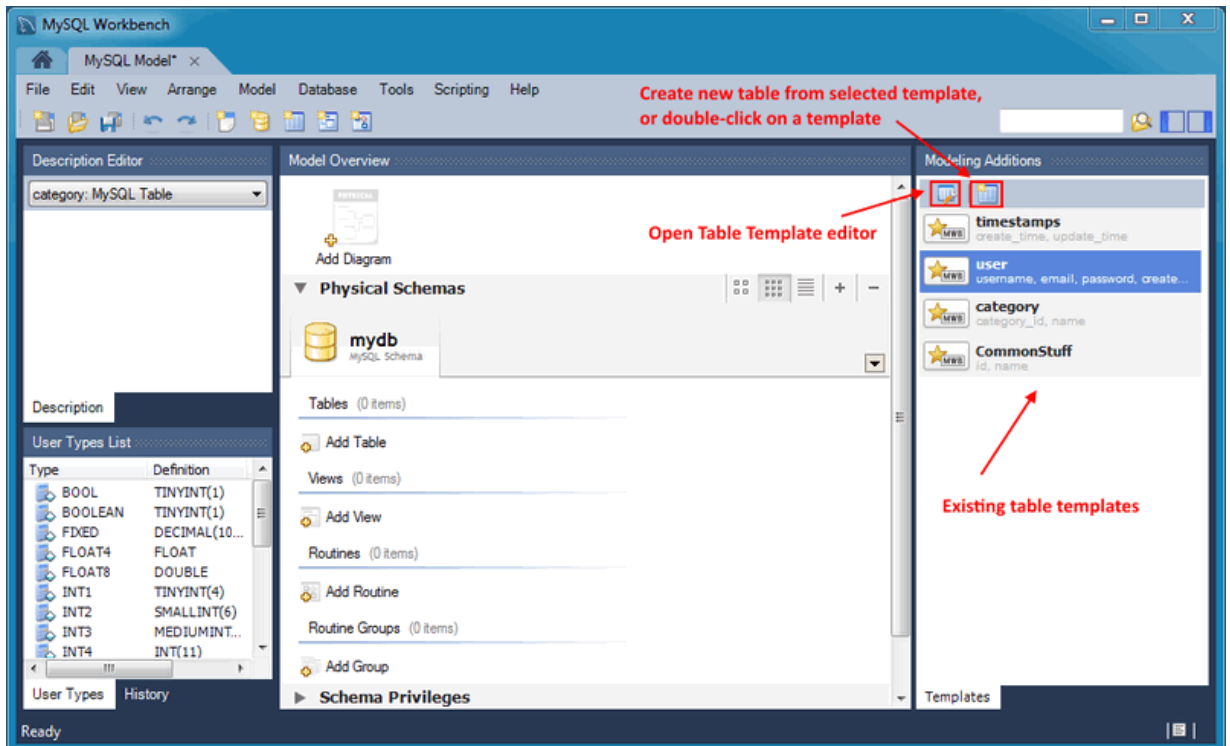 MySQL Workbench
MySQL Model*
File Edit View Arrange Model Database Tools Scripting Help
Create new table from selected template,
or double-click on a template
Description Editor
category: MySQL Table
Description
User Types List
Type Definition
BOOL TINYINT(1)
BOOLEAN TINYINT(1)
FIXED DECIMAL(10...
FLOAT4 FLOAT
FLOAT8 DOUBLE
INT1 TINYINT(4)
INT2 SMALLINT(6)
INT3 MEDIUMINT...
INT4 INT(11)
User Types History
Model Overview
PHYSICAL
Add Diagram
Open Table Template editor
Physical Schemas
mydb
MySQL Schema
Tables (0 items)
Add Table
Views (0 items)
Add View
Routines (0 items)
Add Routine
Routine Groups (0 items)
Add Group
Schema Privileges
Modeling Additions
MWB
timestamps
create_time, update_time
MWB
user
username, email, password, create...
MWB
category
category_id, name
MWB
CommonStuff
id, name
Existing table templates
Templates
Ready